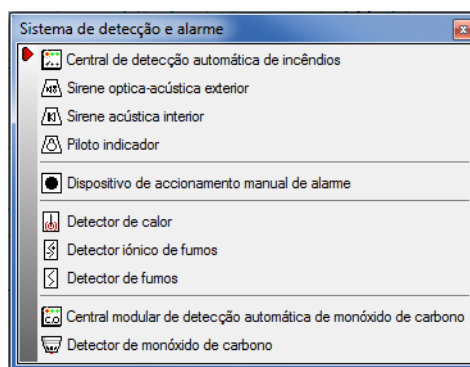 Sistema de detecção e alarme
Central de detecção automática de incêndios
Sirene optica-acústica exterior
Sirene acústica interior
Piloto indicador
Dispositivo de accionamento manual de alarme
Detector de calor
Detector iónico de fumos
Detector de fumos
Central modular de detecção automática de monóxido de carbono
Detector de monóxido de carbono